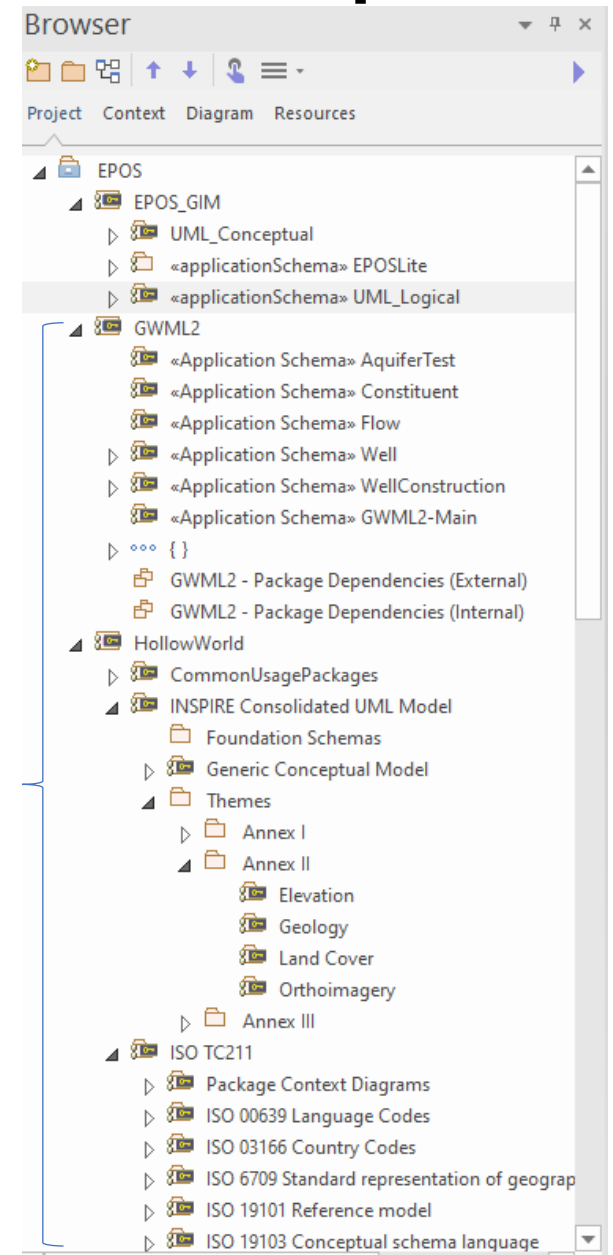 Browser
Project Context Diagram Resources
EPOS
EPOS_GIM
UML_Conceptual
«applicationSchema» EPOSLite
«applicationSchema» UML_Logical
GWML2
«Application Schema» AquiferTest
«Application Schema» Constituent
«Application Schema» Flow
«Application Schema» Well
«Application Schema» WellConstruction
«Application Schema» GWML2-Main
{ }
GWML2 - Package Dependencies (External)
GWML2 - Package Dependencies (Internal)
HollowWorld
CommonUsagePackages
INSPIRE Consolidated UML Model
Foundation Schemas
Generic Conceptual Model
Themes
Annex I
Annex II
Elevation
Geology
Land Cover
Orthoimagery
Annex III
ISO TC211
Package Context Diagrams
ISO 00639 Language Codes
ISO 03166 Country Codes
ISO 6709 Standard representation of geograp
ISO 19101 Reference model
ISO 19103 Conceptual schema language